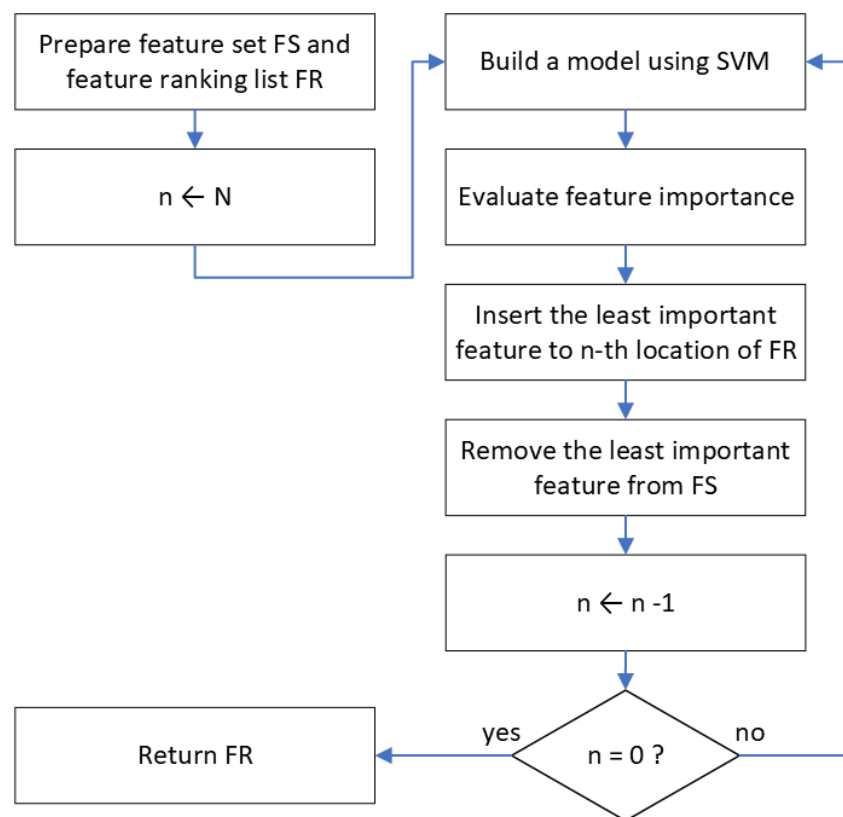 Prepare feature set FS and
feature ranking list FR
n ← N
Build a model using SVM
Evaluate feature importance
Insert the least important
feature to n-th location of FR
Remove the least important
feature from FS
n ← n -1
n = 0 ?
yes
no
Return FR